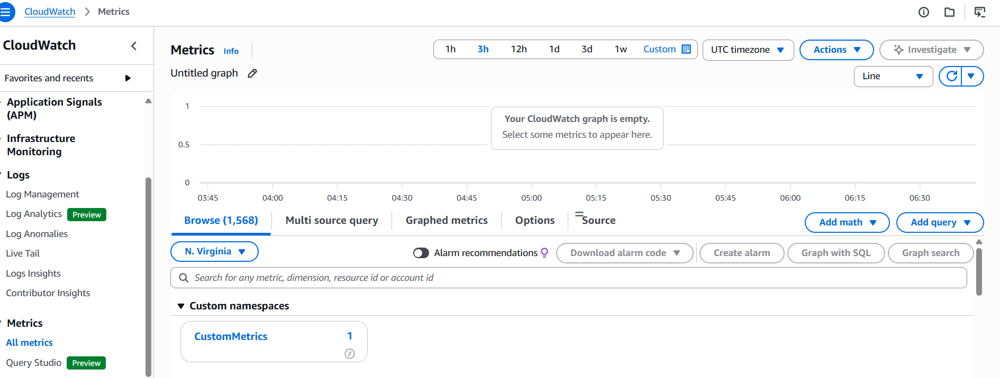 CloudWatch > Metrics
CloudWatch
Favorites and recents
Application Signals
(APM)
Infrastructure
Monitoring
Logs
Log Management
Log Analytics Preview
Log Anomalies
Live Tail
Logs Insights
Contributor Insights
Metrics
All metrics
Query Studio Preview
Metrics Info
1h 3h 12h 1d 3d 1w Custom
UTC timezone
Actions
Investigate
Untitled graph
Line
1
0.5
0
Your CloudWatch graph is empty.
Select some metrics to appear here.
03:45 04:00 04:15 04:30 04:45 05:00 05:15 05:30 05:45 06:00 06:15 06:30
Browse (1,568) Multi source query Graphed metrics Options Source
Add math Add query
N. Virginia
Alarm recommendations
Download alarm code Create alarm Graph with SQL Graph search
Search for any metric, dimension, resource id or account id
Custom namespaces
CustomMetrics 1